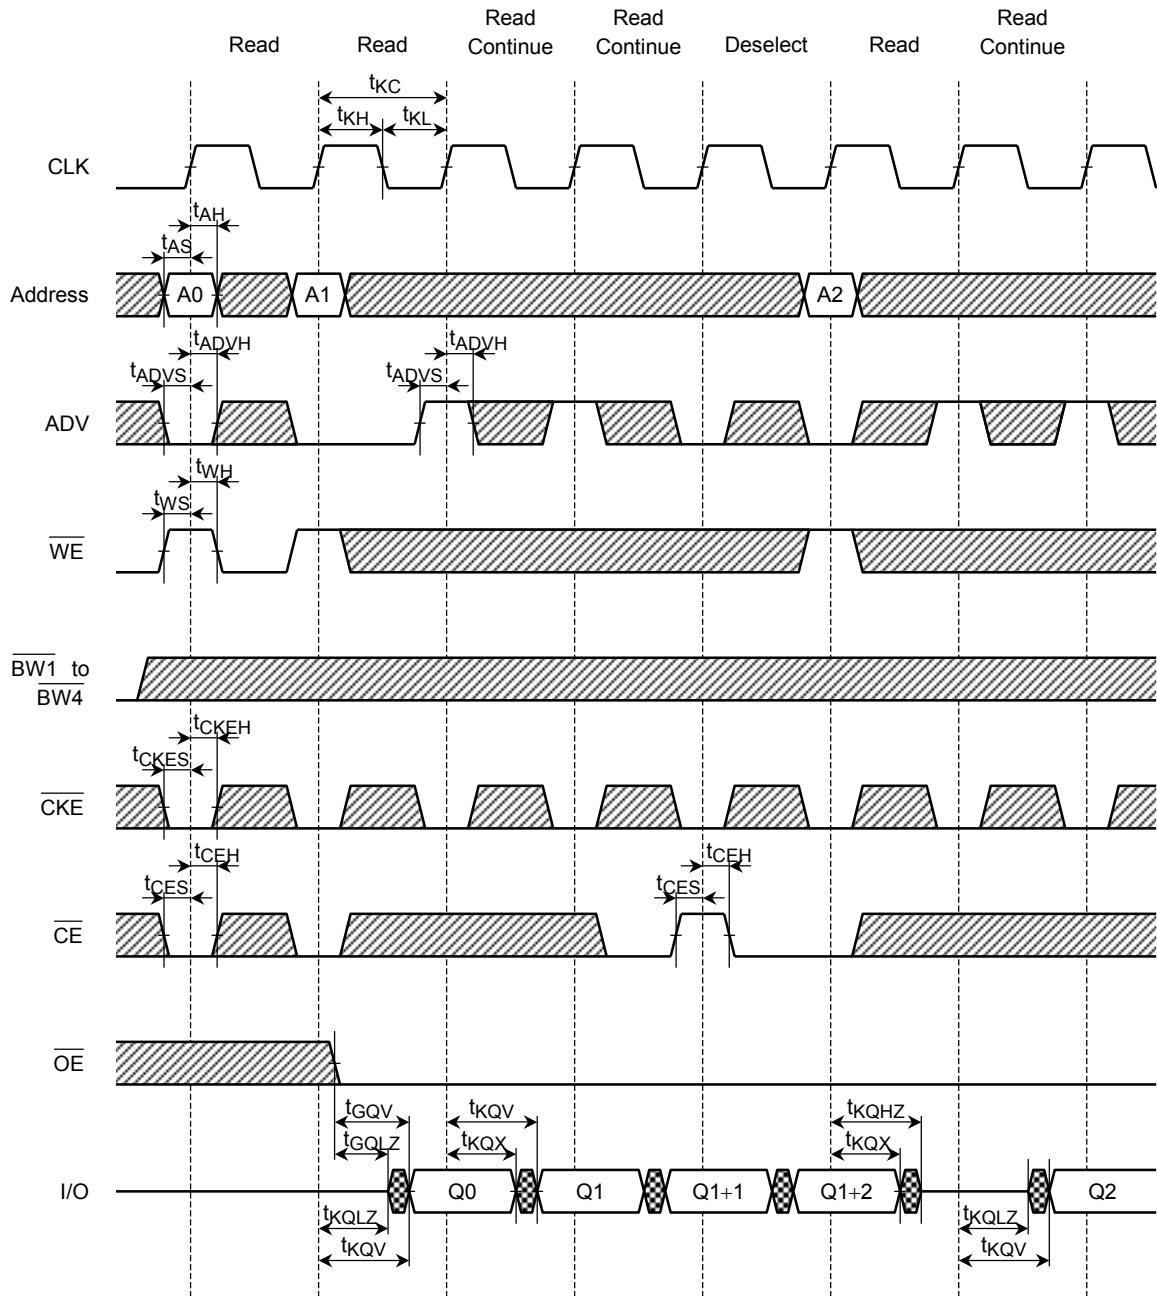 Read Read Read
Continue Read
Continue Deselect Read Read
Continue
tKC
tKH tKL
CLK
tAH
tAS
Address A0 A1 A2
tADVH tADVH
tADVS tADVS
ADV
tWH
tWS
WE
BW1 to
BW4
tCKEH
tCKES
CKE
tCEH tCEH
tCES tCES
CE
OE
tGQV tKQV tKQHZ
tGQLZ tKQX tKQX
I/O Q0 Q1 Q1+1 Q1+2 Q2
tKQLZ tKQLZ
tKQV tKQV